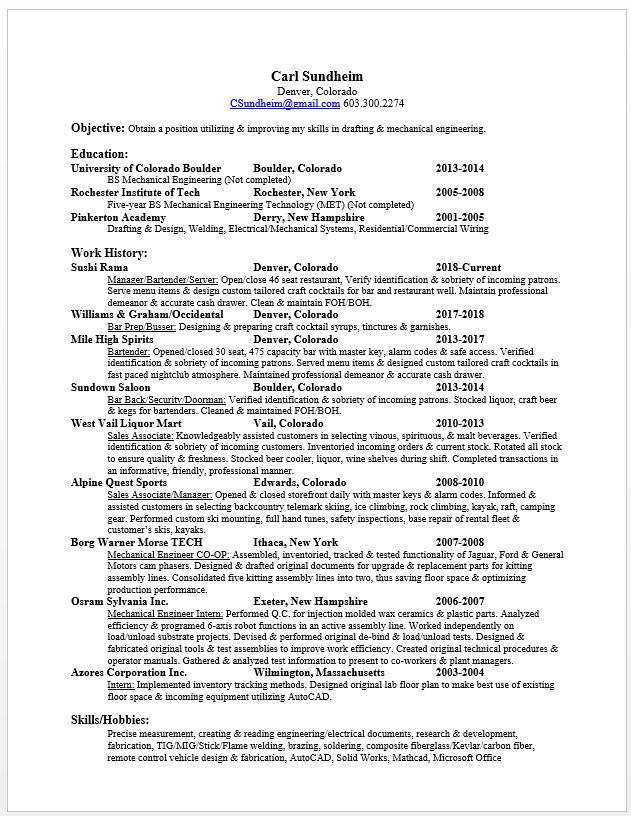 Carl Sundheim
Denver, Colorado
CSundheim@gmail.com 603.300.2274
Objective: Obtain a position utilizing & improving my skills in drafting & mechanical engineering.
Education:
University of Colorado Boulder Boulder, Colorado 2013-2014
BS Mechanical Engineering (Not completed)
Rochester Institute of Tech Rochester, New York 2005-2008
Five-year BS Mechanical Engineering Technology (MET) (Not completed)
Pinkerton Academy Derry, New Hampshire 2001-2005
Drafting & Design, Welding, Electrical/Mechanical Systems, Residential/Commercial Wiring
Work History:
Sushi Rama Denver, Colorado 2018-Current
Manager/Bartender/Server: Open/close 46 seat restaurant, Verify identification & sobriety of incoming patrons.
Serve menu items & design custom tailored craft cocktails for bar and restaurant well. Maintain professional
demeanor & accurate cash drawer. Clean & maintain FOH/BOH.
Williams & Graham/Occidental Denver, Colorado 2017-2018
Bar Prep/Busser: Designing & preparing craft cocktail syrups, tinctures & garnishes.
Mile High Spirits Denver, Colorado 2013-2017
Bartender: Opened/closed 30 seat, 475 capacity bar with master key, alarm codes & safe access. Verified
identification & sobriety of incoming patrons. Served menu items & designed custom tailored craft cocktails in
fast paced nightclub atmosphere. Maintained professional demeanor & accurate cash drawer.
Sundown Saloon Boulder, Colorado 2013-2014
Bar Back/Security/Doorman: Verified identification & sobriety of incoming patrons. Stocked liquor, craft beer
& kegs for bartenders. Cleaned & maintained FOH/BOH.
West Vail Liquor Mart Vail, Colorado 2010-2013
Sales Associate: Knowledgeably assisted customers in selecting vinous, spirituous, & malt beverages. Verified
identification & sobriety of incoming customers. Inventoried incoming orders & current stock. Rotated all stock
to ensure quality & freshness. Stocked beer cooler, liquor, wine shelves during shift. Completed transactions in
an informative, friendly, professional manner.
Alpine Quest Sports Edwards, Colorado 2008-2010
Sales Associate/Manager: Opened & closed storefront daily with master keys & alarm codes. Informed &
assisted customers in selecting backcountry telemark skiing, ice climbing, rock climbing, kayak, raft, camping
gear. Performed custom ski mounting, full hand tunes, safety inspections, base repair of rental fleet &
customer's skis, kayaks.
Borg Warner Morse TECH Ithaca, New York 2007-2008
Mechanical Engineer CO-OP: Assembled, inventoried, tracked & tested functionality of Jaguar, Ford & General
Motors cam phasers. Designed & drafted original documents for upgrade & replacement parts for kitting
assembly lines. Consolidated five kitting assembly lines into two, thus saving floor space & optimizing
production performance.
Osram Sylvania Inc. Exeter, New Hampshire 2006-2007
Mechanical Engineer Intern: Performed Q.C. for injection molded wax ceramics & plastic parts. Analyzed
efficiency & programed 6-axis robot functions in an active assembly line. Worked independently on
load/unload substrate projects. Devised & performed original de-bind & load/unload tests. Designed &
fabricated original tools & test assemblies to improve work efficiency. Created original technical procedures &
operator manuals. Gathered & analyzed test information to present to co-workers & plant managers.
Azores Corporation Inc. Wilmington, Massachusetts 2003-2004
Intern: Implemented inventory tracking methods. Designed original lab floor plan to make best use of existing
floor space & incoming equipment utilizing AutoCAD.
Skills/Hobbies:
Precise measurement, creating & reading engineering/electrical documents, research & development,
fabrication, TIG/MIG/Stick/Flame welding, brazing, soldering, composite fiberglass/Kevlar/carbon fiber,
remote control vehicle design & fabrication, AutoCAD, Solid Works, Mathcad, Microsoft Office